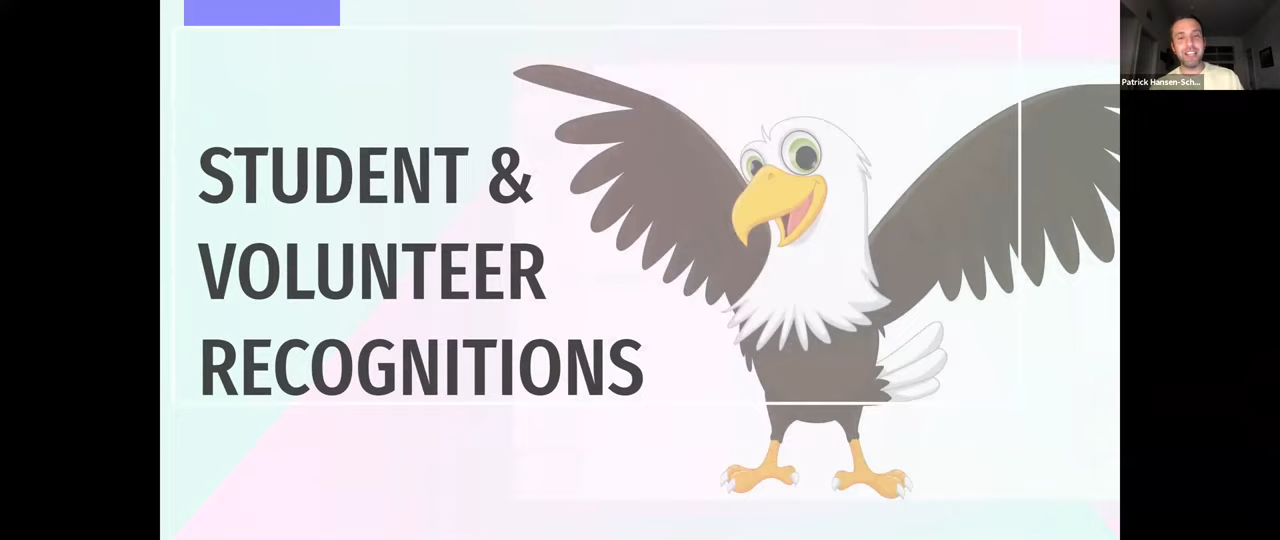 STUDENT &
VOLUNTEER
RECOGNITIONS
Patrick Hansen-Sch...